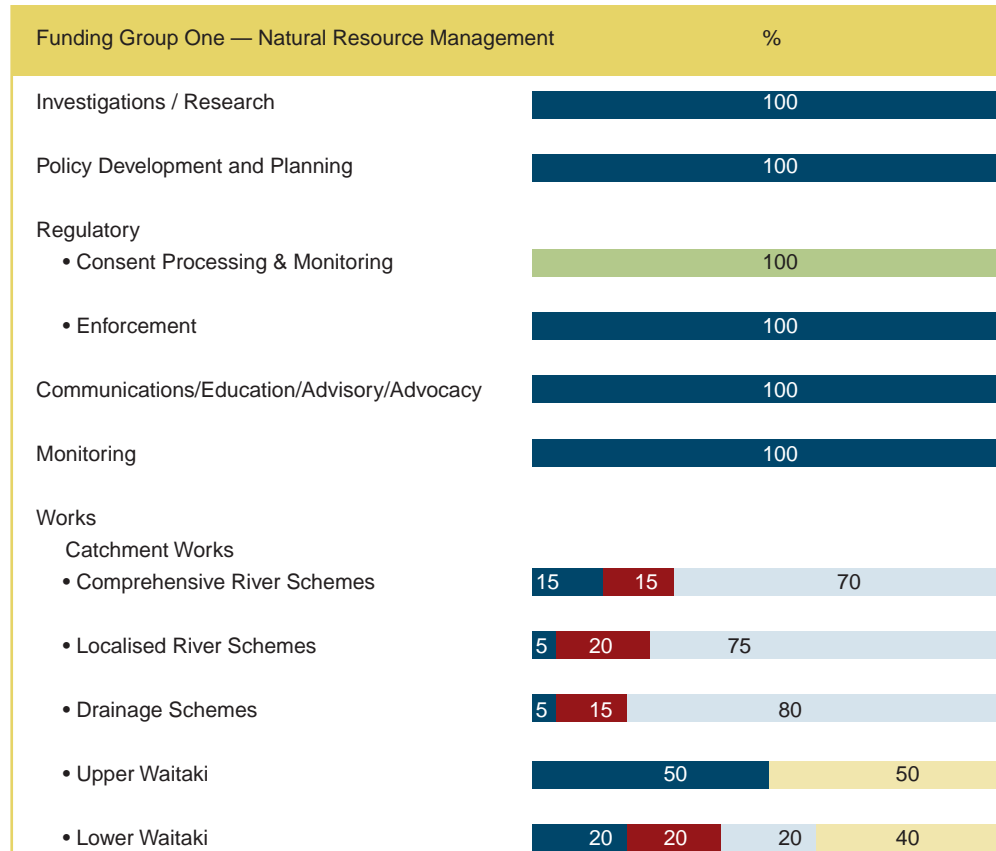 Funding Group One — Natural Resource Management %
Investigations / Research 100
Policy Development and Planning 100
Regulatory
• Consent Processing & Monitoring 100
• Enforcement 100
Communications/Education/Advisory/Advocacy 100
Monitoring 100
Works
Catchment Works
• Comprehensive River Schemes 15 15 70
• Localised River Schemes 5 20 75
• Drainage Schemes 5 15 80
• Upper Waitaki 50 50
• Lower Waitaki 20 20 20 40